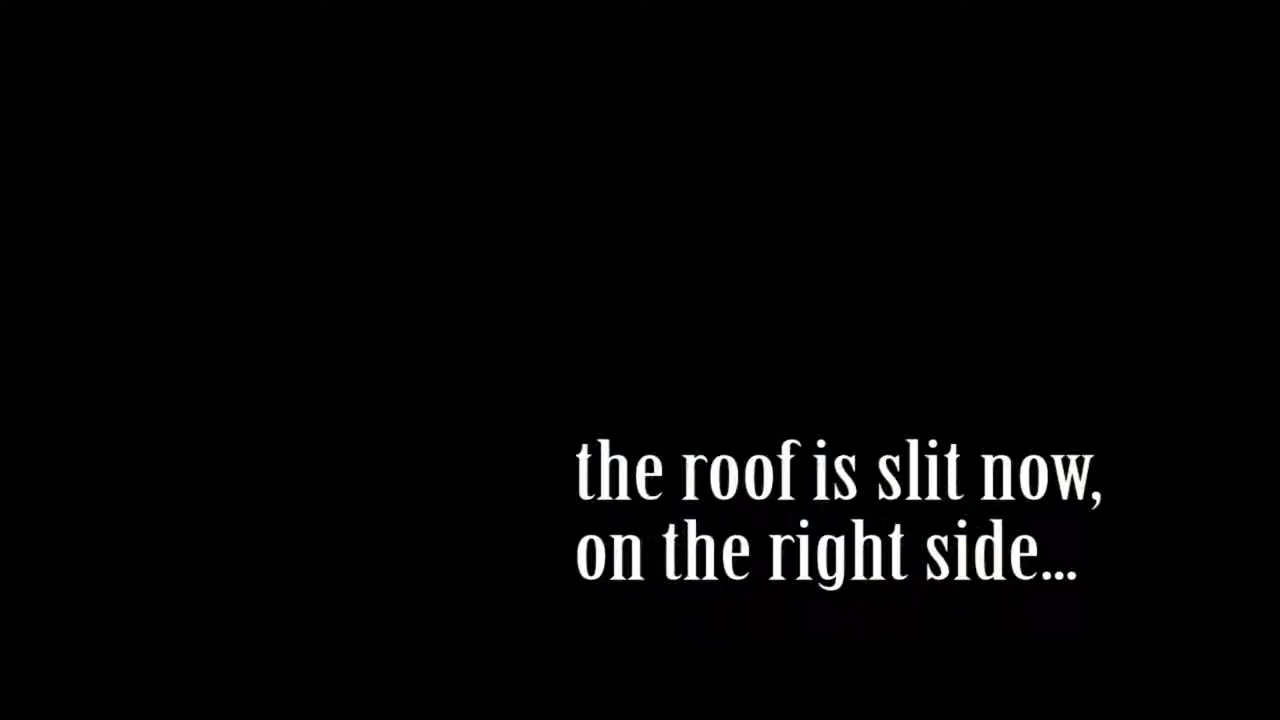 the roof is slit now,
on the right side...